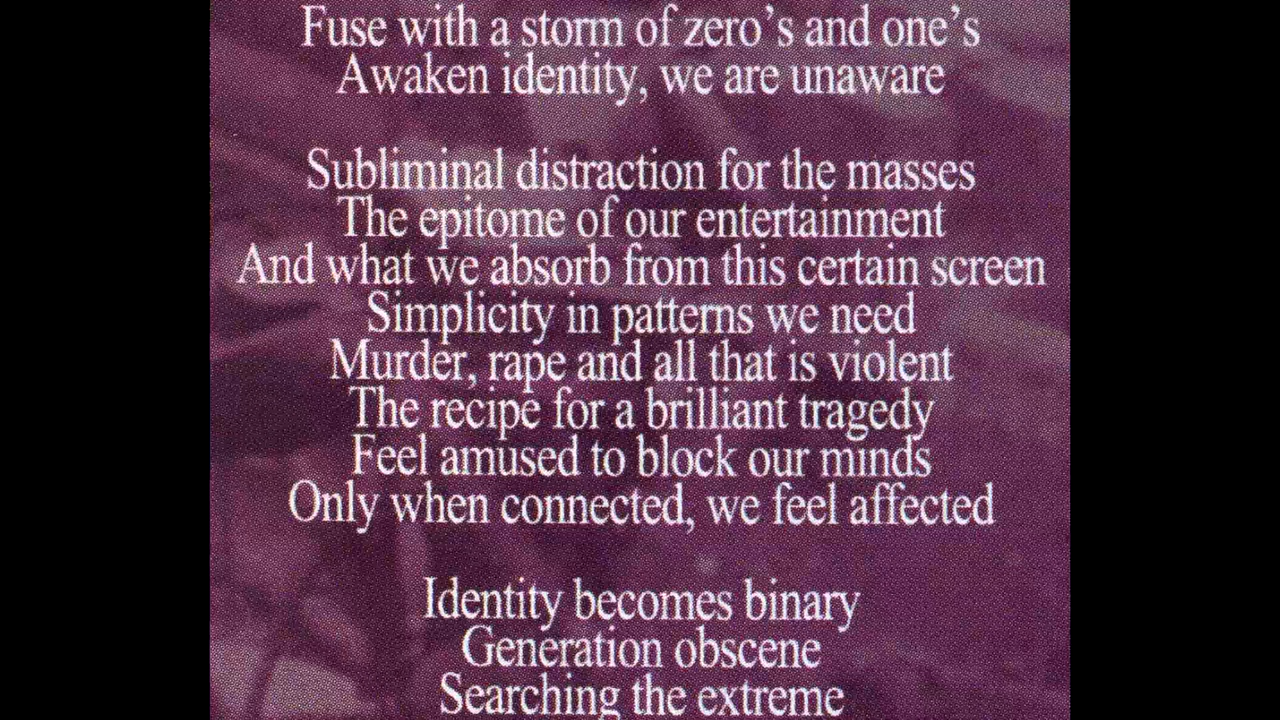 Fuse with a storm of zero's and one's
Awaken identity, we are unaware
Subliminal distraction for the masses
The epitome of our entertainment
And what we absorb from this certain screen
Simplicity in patterns we need
Murder, rape and all that is violent
The recipe for a brilliant tragedy
Feel amused to block our minds
Only when connected, we feel affected
Identity becomes binary
Generation obscene
Searching the extreme